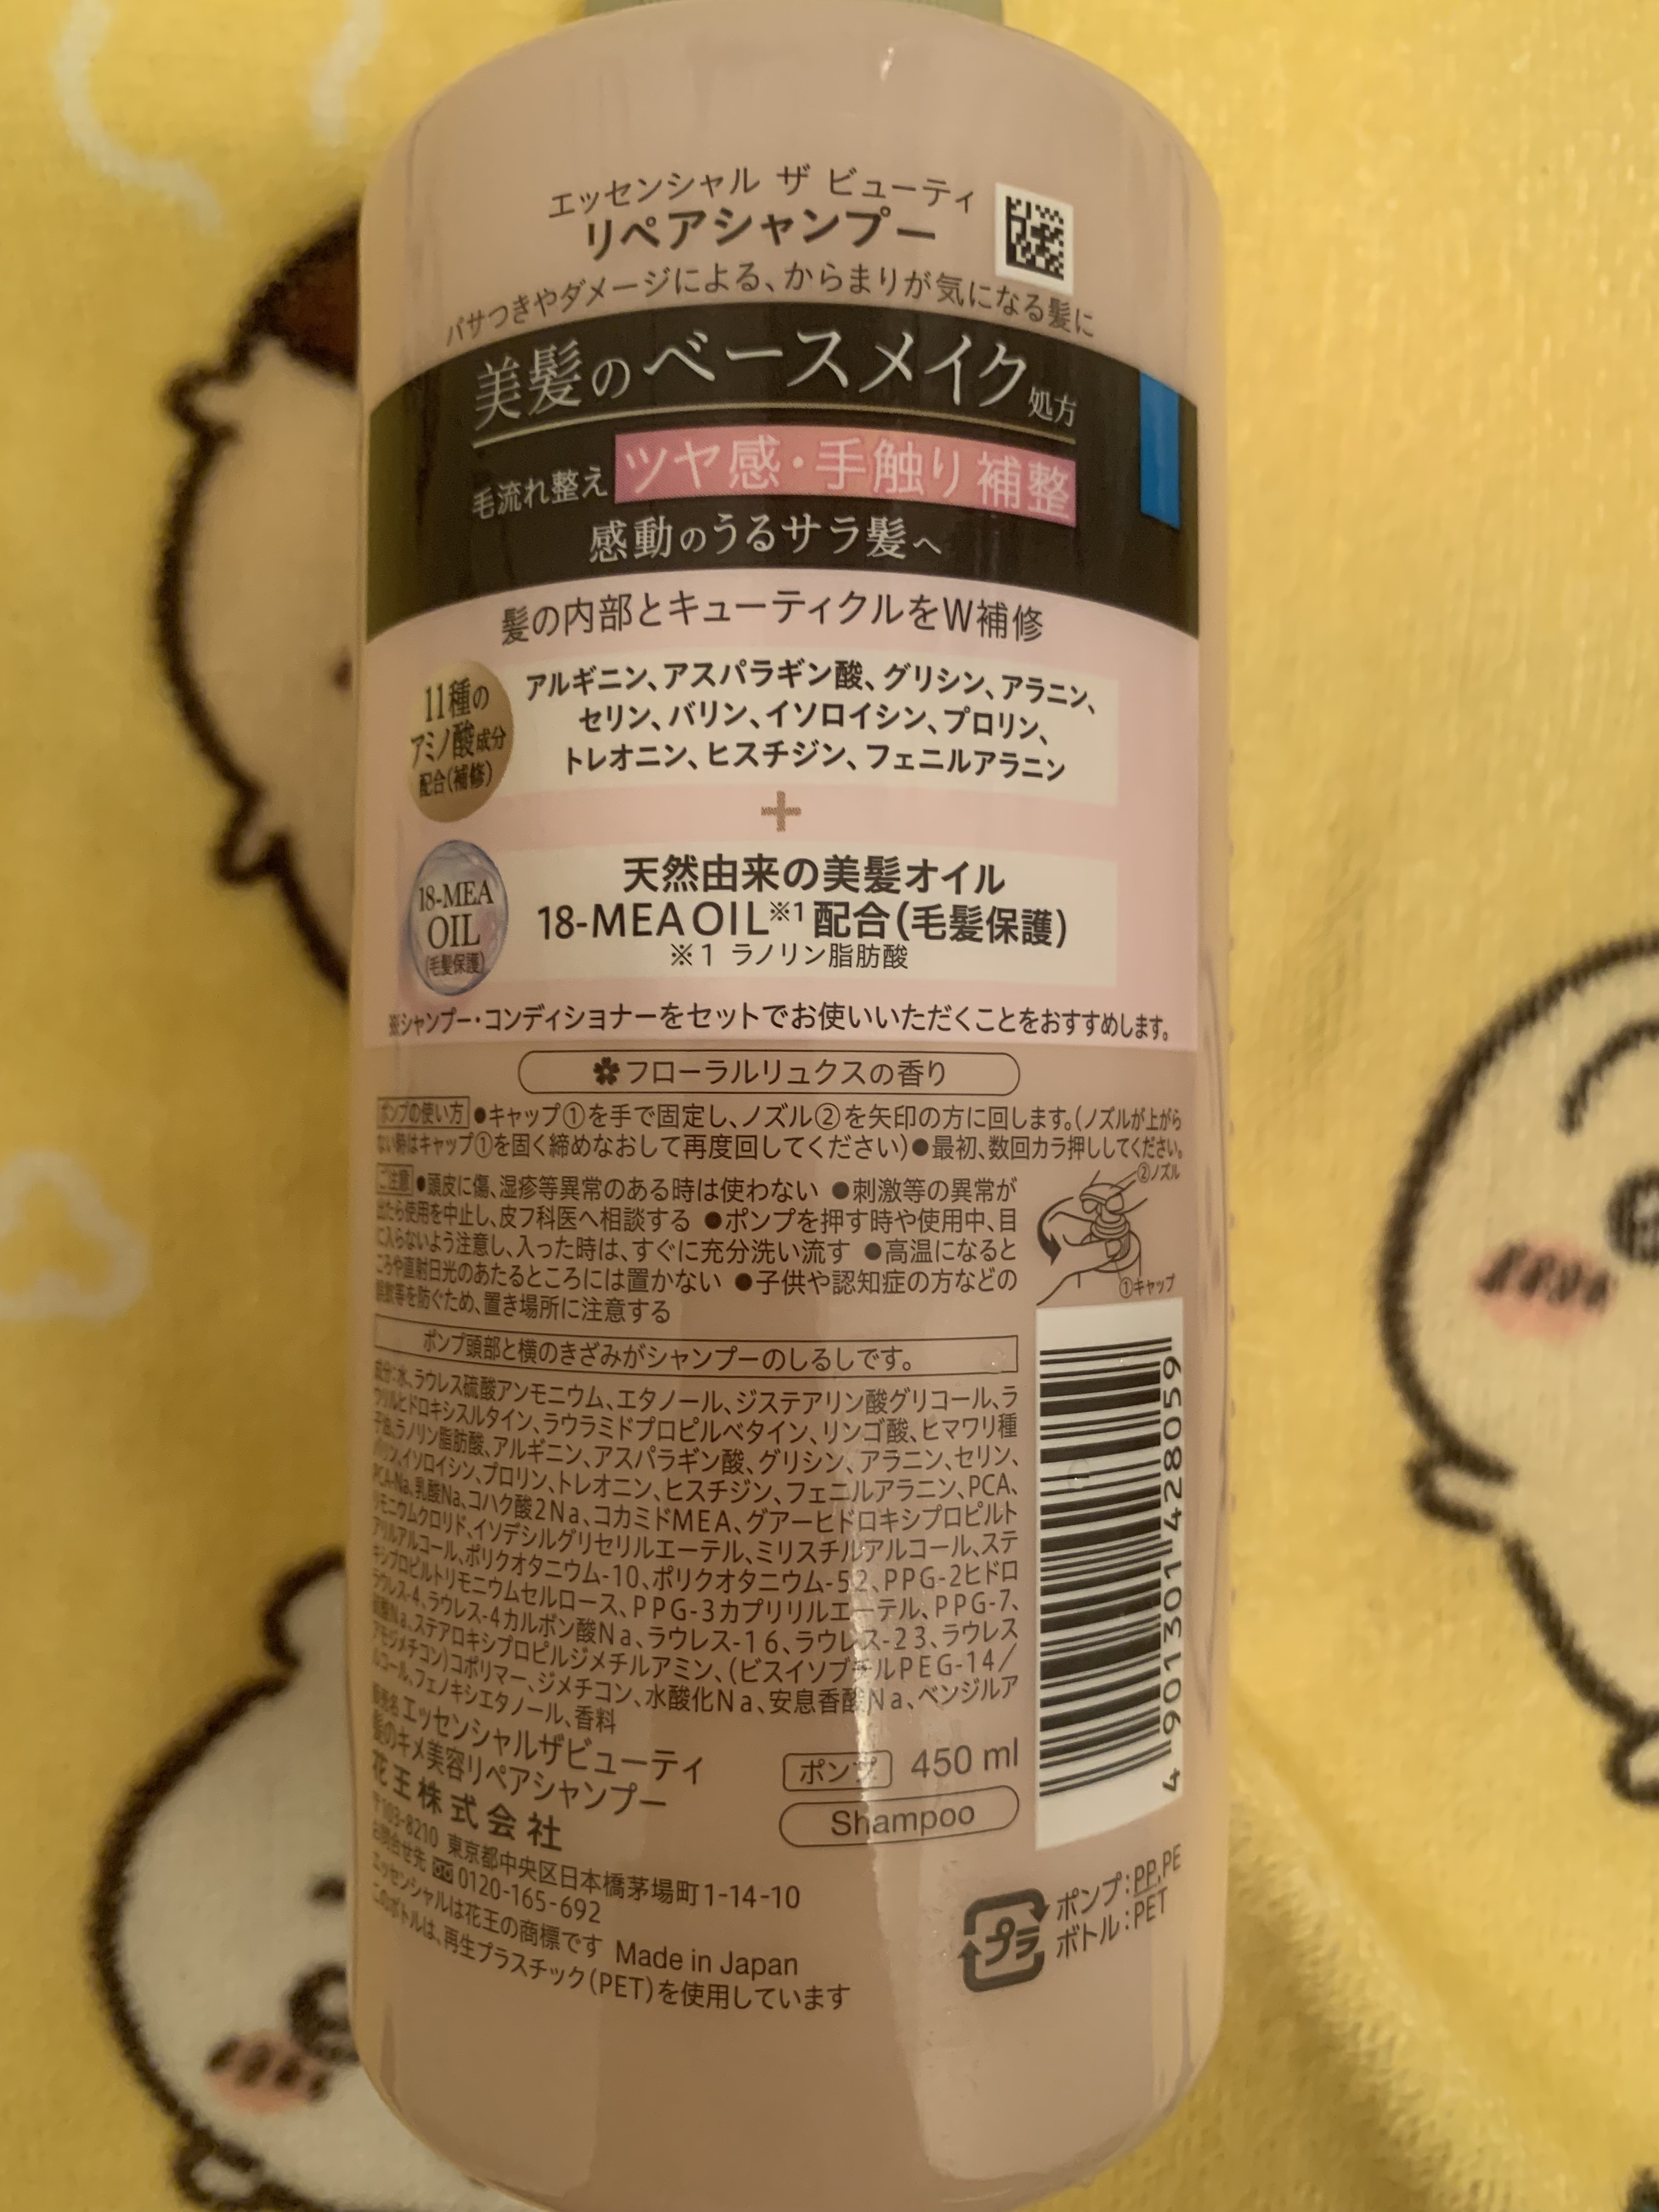 エッセンシャル ザ ビューティ
リペアシャンプー
パサつきやダメージによる、からまりが気になる髪に
美髪のベースメイク処方
毛流れ整え ツヤ感・手触り補整
感動のうるサラ髪へ
髪の内部とキューティクルをW補修
11種の
アミノ酸成分
配合(補修)
アルギニン、アスパラギン酸、グリシン、アラニン、
セリン、バリン、イソロイシン、プロリン、
トレオニン、ヒスチジン、フェニルアラニン
+
18-MEA
OIL
(毛髪保護)
天然由来の美髪オイル
18-MEA OIL※1配合(毛髪保護)
※1 ラノリン脂肪酸
※シャンプー・コンディショナーをセットでお使いいただくことをおすすめします。
フローラルリュクスの香り
ポンプの使い方 ●キャップ①を手で固定し、ノズル②を矢印の方に回します。(ノズルが上がら
ない時はキャップ①を固く締めなおして再度回してください)●最初、数回カラ押ししてください。
ご注意 ●頭皮に傷、湿疹等異常のある時は使わない ●刺激等の異常が
出たら使用を中止し、皮フ科医へ相談する ●ポンプを押す時や使用中、目
に入らないよう注意し、入った時は、すぐに充分洗い流す ●高温になると
ころや直射日光のあたるところには置かない ●子供や認知症の方などの
誤飲等を防ぐため、置き場所に注意する
②ノズル
①キャップ
ポンプ頭部と横のきざみがシャンプーのしるしです。
成分:水、ラウレス硫酸アンモニウム、エタノール、ジステアリン酸グリコール、ラ
ウリルヒドロキシスルタイン、ラウラミドプロピルベタイン、リンゴ酸、ヒマワリ種
子油、ラノリン脂肪酸、アルギニン、アスパラギン酸、グリシン、アラニン、セリン、
バリン、イソロイシン、プロリン、トレオニン、ヒスチジン、フェニルアラニン、PCA、
PCA-Na、乳酸Na、コハク酸2Na、コカミドMEA、グアーヒドロキシプロピルト
リモニウムクロリド、イソデシルグリセリルエーテル、ミリスチルアルコール、ステ
アリルアルコール、ポリクオタニウム-10、ポリクオタニウム-52、PPG-2ヒドロ
キシプロピルトリモニウムセルロース、PPG-3カプリリルエーテル、PPG-7、
ラウレス-4、ラウレス-4カルボン酸Na、ラウレス-16、ラウレス-23、ラウレス
硫酸Na、ステアロキシプロピルジメチルアミン、(ビスイソブチルPEG-14/
アモジメチコン)コポリマー、ジメチコン、水酸化Na、安息香酸Na、ベンジルア
ルコール、フェノキシエタノール、香料
販売名 エッセンシャルザビューティ
髪のキメ美容リペアシャンプー
花王株式会社
〒103-8210 東京都中央区日本橋茅場町1-14-10
お問合せ先 0120-165-692
エッセンシャルは花王の商標です Made in Japan
このボトルは、再生プラスチック(PET)を使用しています
ポンプ 450 ml
Shampoo
4 901301 428059
プラ
ポンプ:PP,PE
ボトル:PET